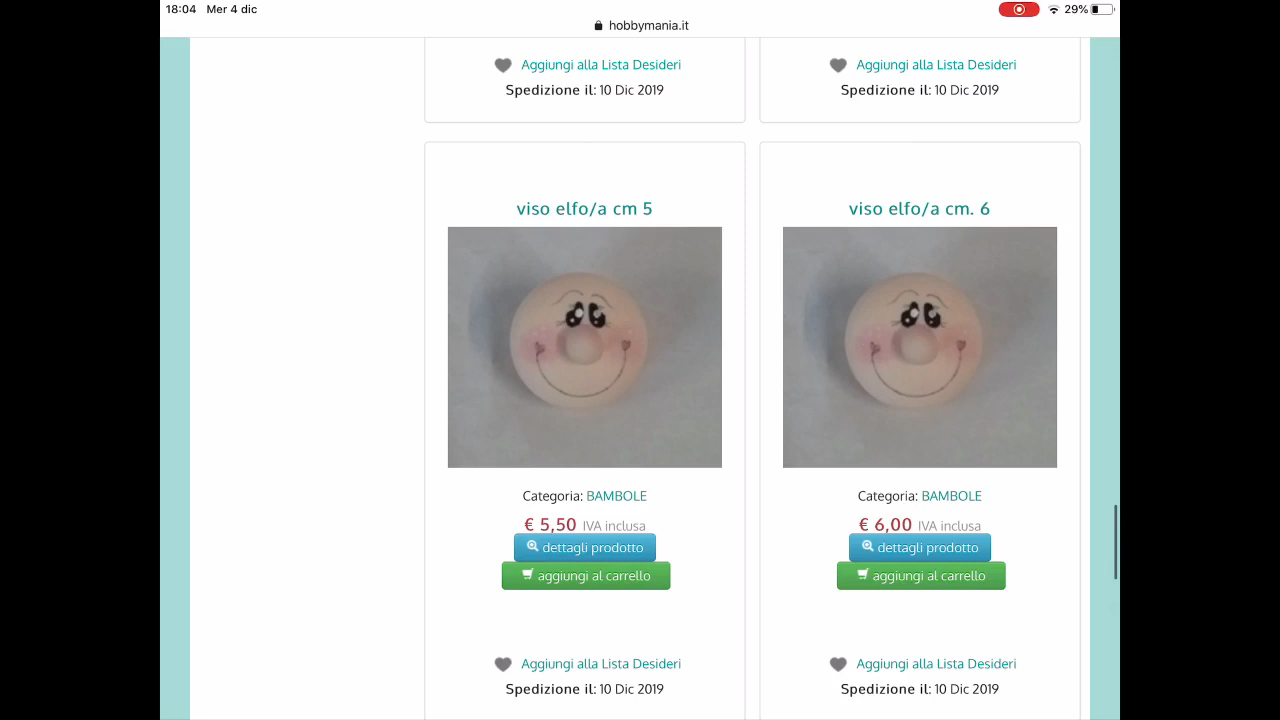 18:04 Mer 4 dic
29%
hobbymania.it
Aggiungi alla Lista Desideri
Spedizione il: 10 Dic 2019
Aggiungi alla Lista Desideri
Spedizione il: 10 Dic 2019
viso elfo/a cm 5
Categoria: BAMBOLE
€ 5,50 IVA inclusa
dettagli prodotto
aggiungi al carrello
Aggiungi alla Lista Desideri
Spedizione il: 10 Dic 2019
viso elfo/a cm. 6
Categoria: BAMBOLE
€ 6,00 IVA inclusa
dettagli prodotto
aggiungi al carrello
Aggiungi alla Lista Desideri
Spedizione il: 10 Dic 2019